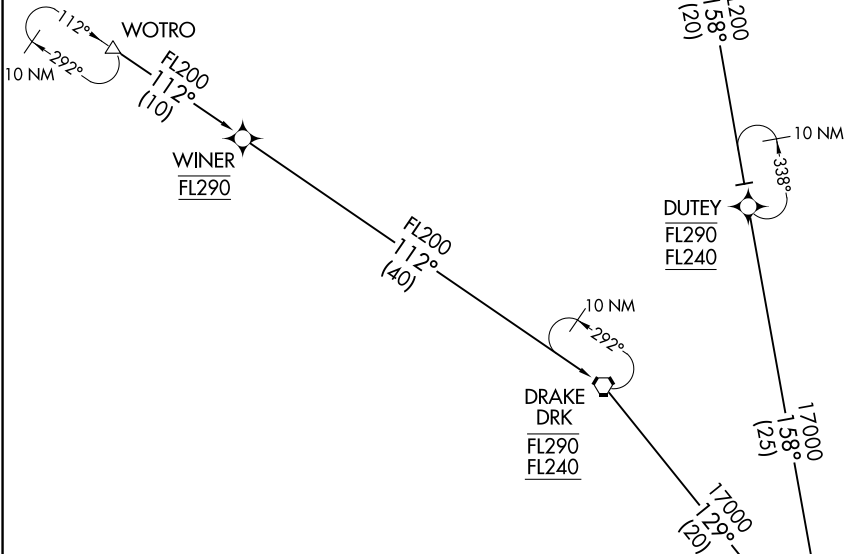 112°
WOTRO
292°
10 NM
FL200
112°
(10)
WINER
FL290
FL200
112°
(40)
10 NM
292°
DRAKE
DRK
FL290
FL240
17000
129°
(20)
L200
158°
(20)
10 NM
338°
DUTEY
FL290
FL240
17000
158°
(25)